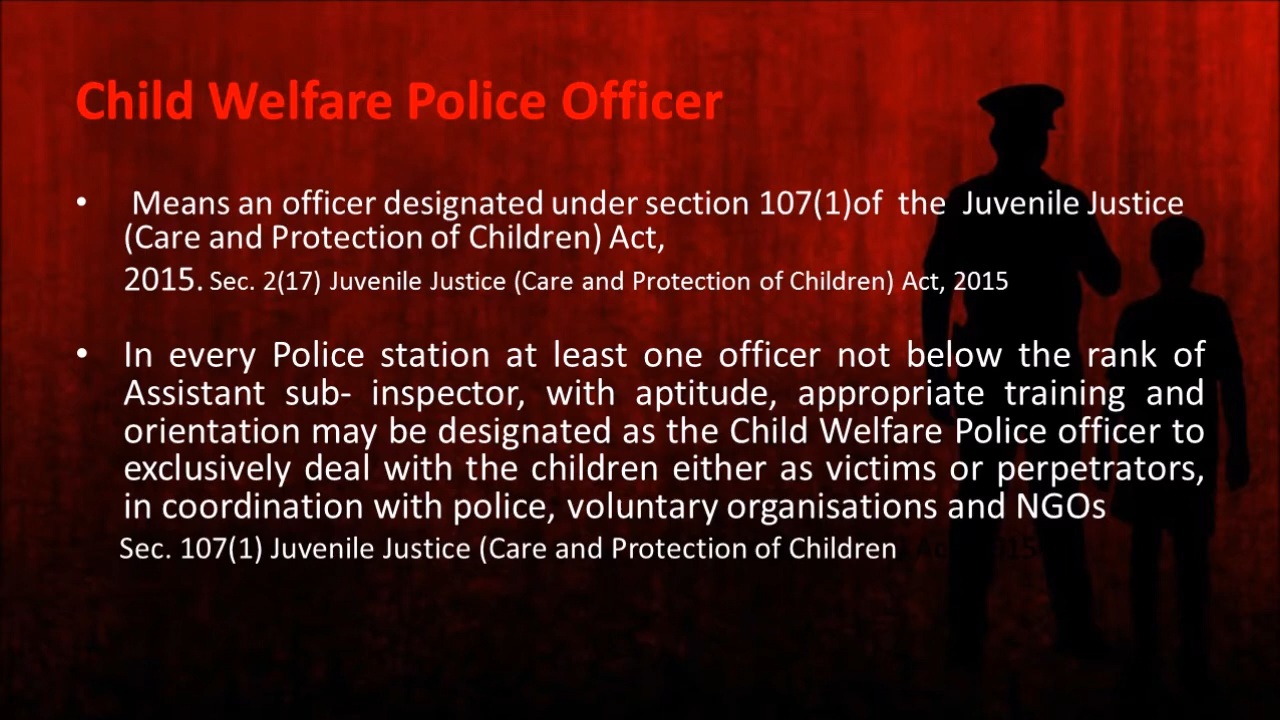 Child Welfare Police Officer
• Means an officer designated under section 107(1)of the Juvenile Justice
(Care and Protection of Children) Act,
2015. Sec. 2(17) Juvenile Justice (Care and Protection of Children) Act, 2015
• In every Police station at least one officer not below the rank of
Assistant sub- inspector, with aptitude, appropriate training and
orientation may be designated as the Child Welfare Police officer to
exclusively deal with the children either as victims or perpetrators,
in coordination with police, voluntary organisations and NGOs
Sec. 107(1) Juvenile Justice (Care and Protection of Children